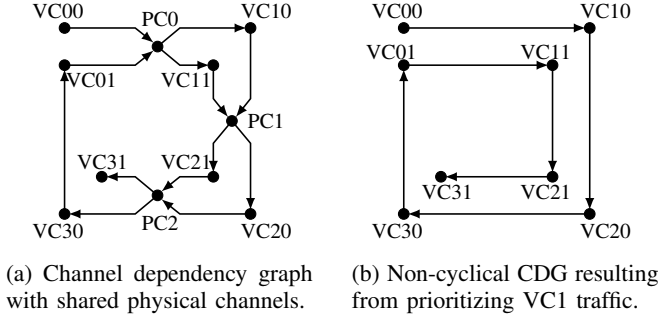 VC00 PC0 VC10
VC01 VC11
PC1
VC31 VC21
VC30 PC2 VC20
VC00 VC10
VC01 VC11
VC31 VC21
VC30 VC20
(a) Channel dependency graph
with shared physical channels.
(b) Non-cyclical CDG resulting
from prioritizing VC1 traffic.